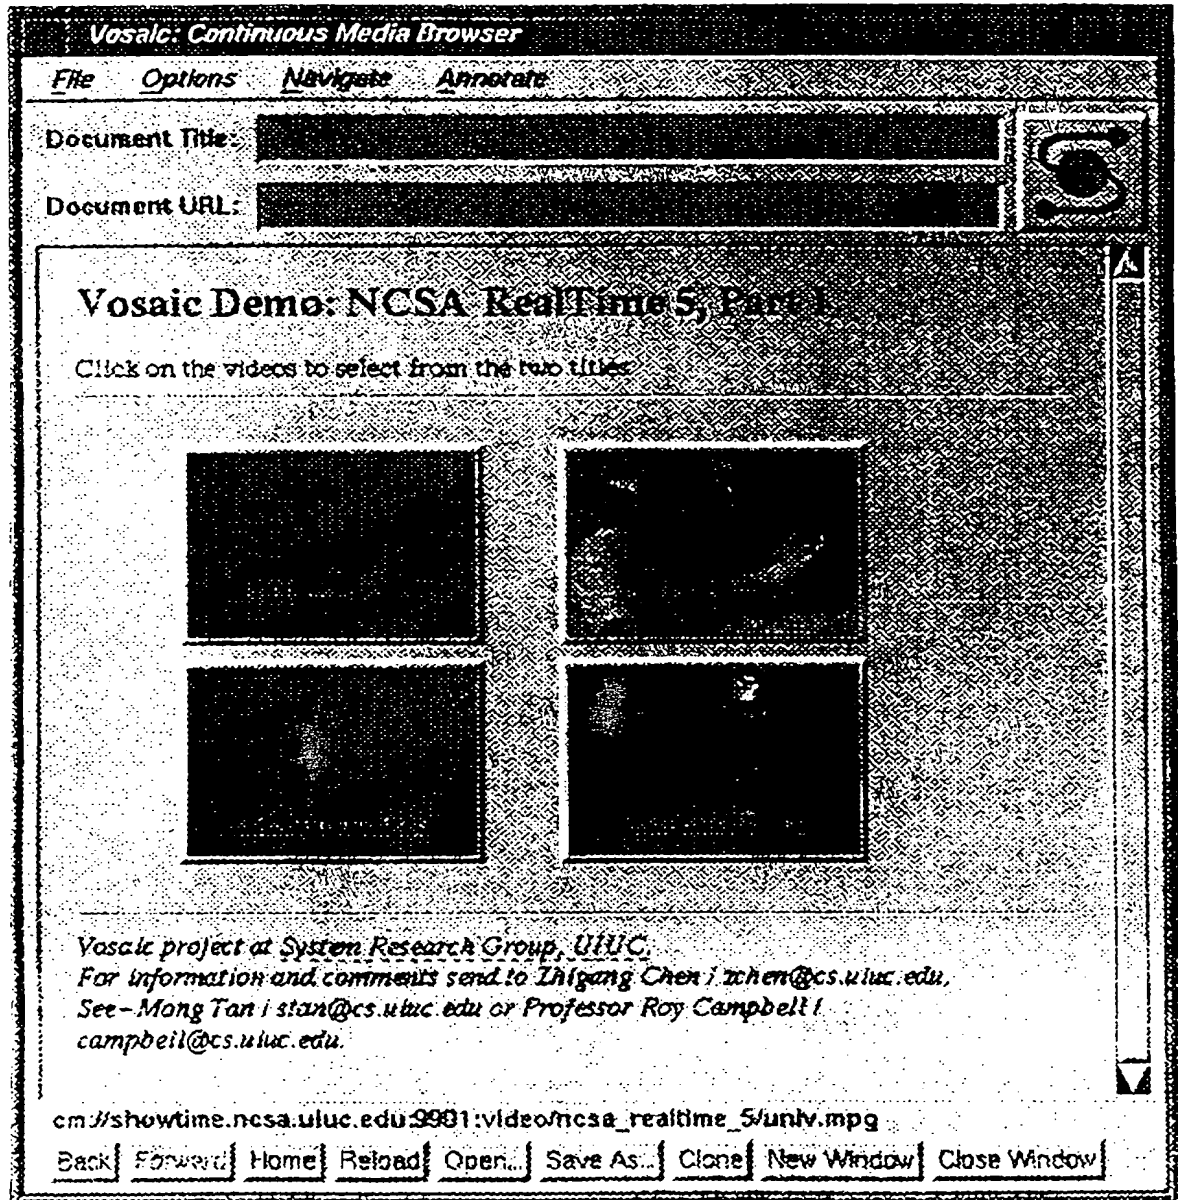 Vosaic: Continuous Media Browser
File Options Navigate Annotate
Document Title:
Document URL:
Vosaic Demo: NCSA RealTime 5, Part 1.
Click on the videos to select from the two titles
Vosaic project at System Research Group, UIUC.
For information and comments send to Zhigang Chen / zchen@cs.uiuc.edu,
See-Mong Tan / stan@cs.uiuc.edu or Professor Roy Campbell /
campbell@cs.uiuc.edu.
cm://showtime.ncsa.uiuc.edu:9901:video/ncsa_realtime_5/univ.mpg
Back Forward Home Reload Open... Save As... Clone New Window Close Window